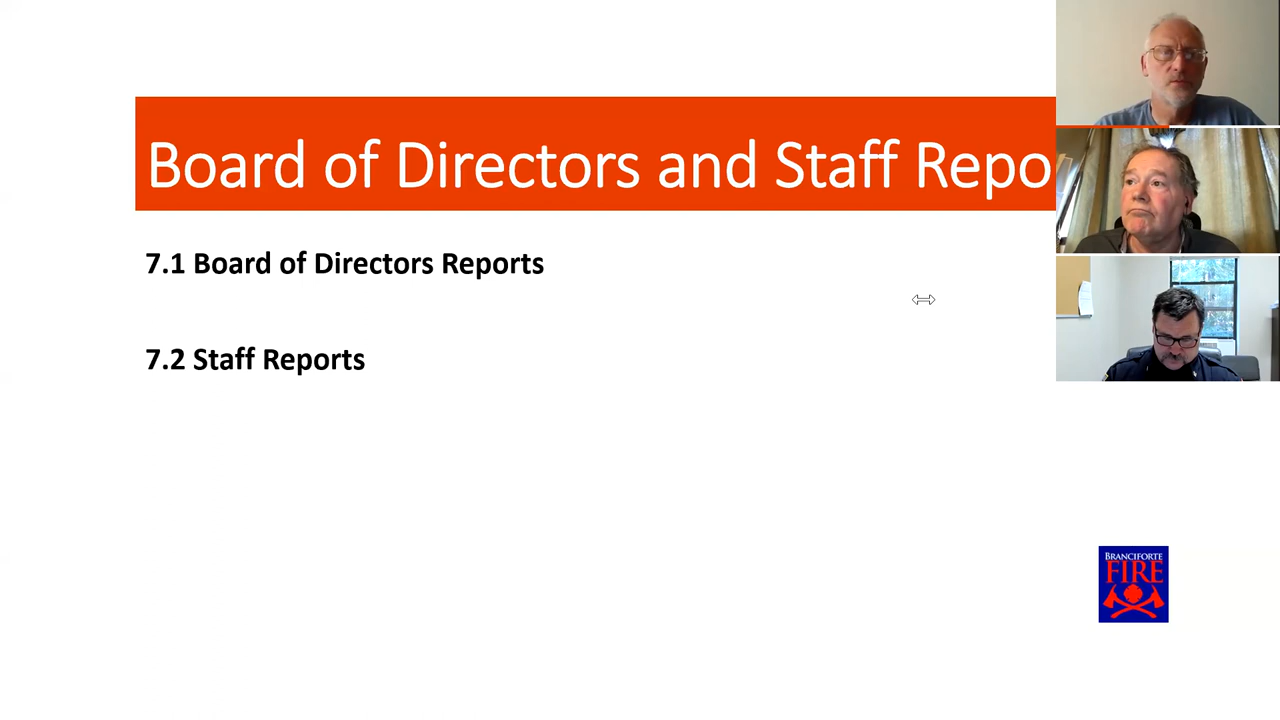 Board of Directors and Staff Repo
7.1 Board of Directors Reports
7.2 Staff Reports
BRANCIFORTE
FIRE